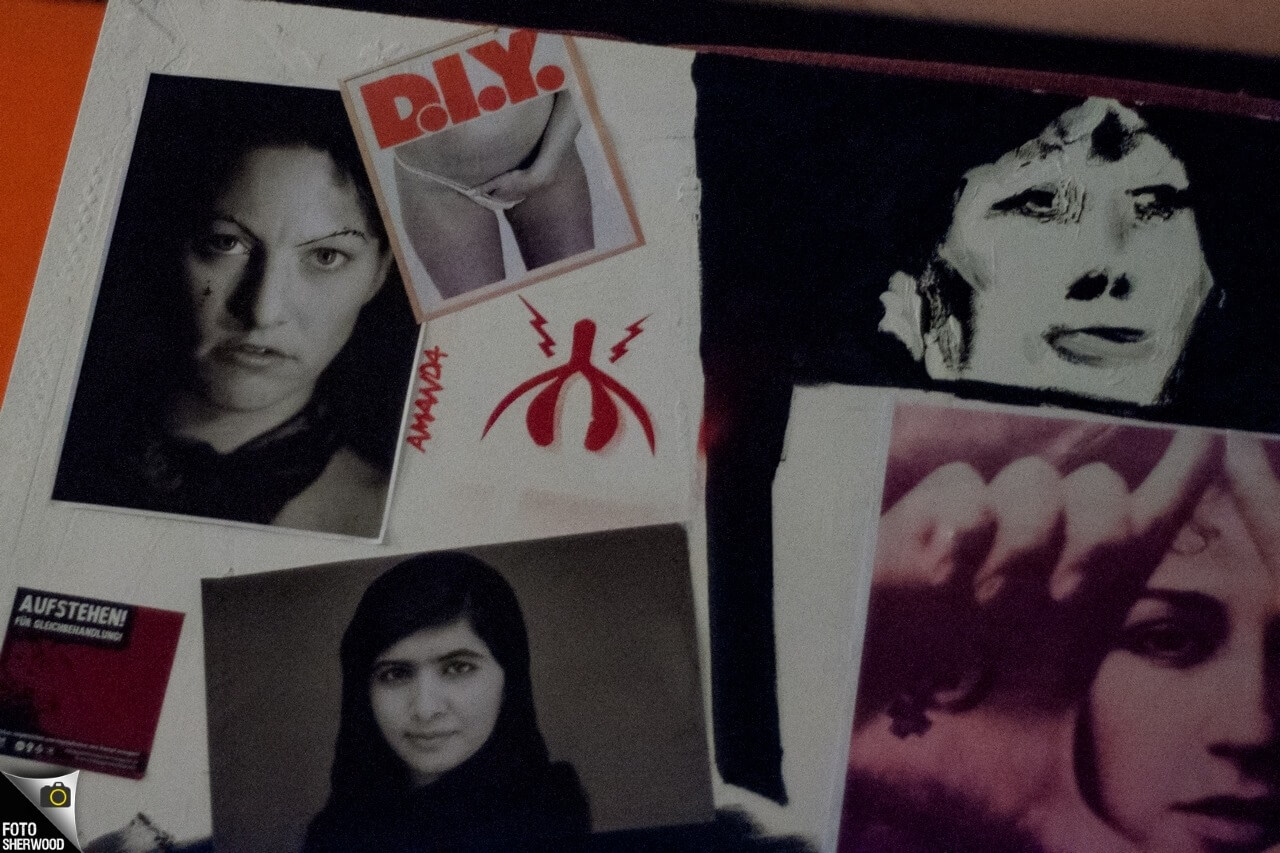 D.I.Y.
AMANDA
AUFSTEHEN!
FÜR GLEICHBEHANDLUNG!
FOTO
SHERWOOD